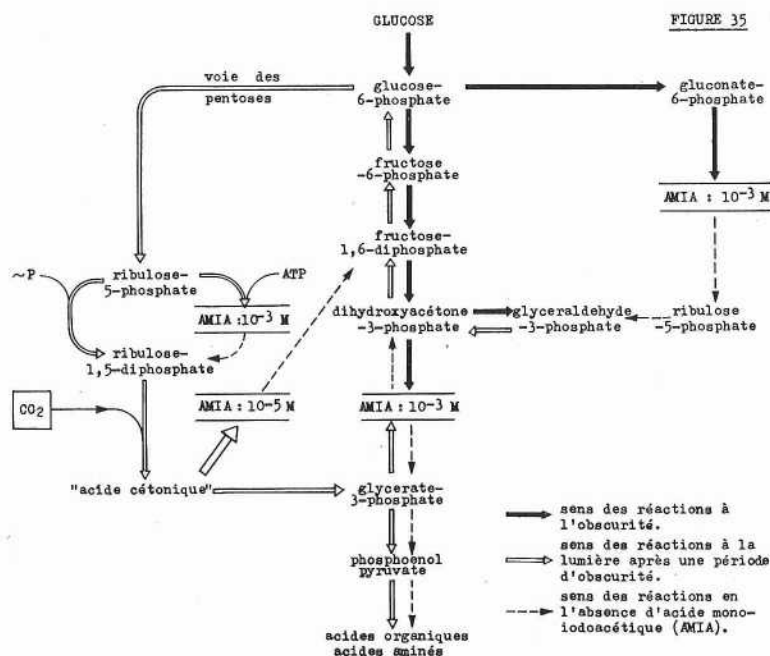 GLUCOSE
FIGURE 35
voie des
pentoses
glucose-
6-phosphate
gluconate-
6-phosphate
fructose
-6-phosphate
AMIA : 10-3 M
fructose-
1,6-diphosphate
~P
ribulose-
5-phosphate
ATP
AMIA :10-3 M
dihydroxyacétone
-3-phosphate
glyceraldehyde
-3-phosphate
ribulose
-5-phosphate
ribulose-
1,5-diphosphate
CO2
AMIA : 10-5 M
AMIA : 10-3 M
"acide cétonique"
glycerate-
3-phosphate
phosphoenol
pyruvate
acides organiques
acides aminés
sens des réactions à
l'obscurité.
sens des réactions à la
lumière après une période
d'obscurité.
sens des réactions en
l'absence d'acide mono-
iodoacétique (AMIA).